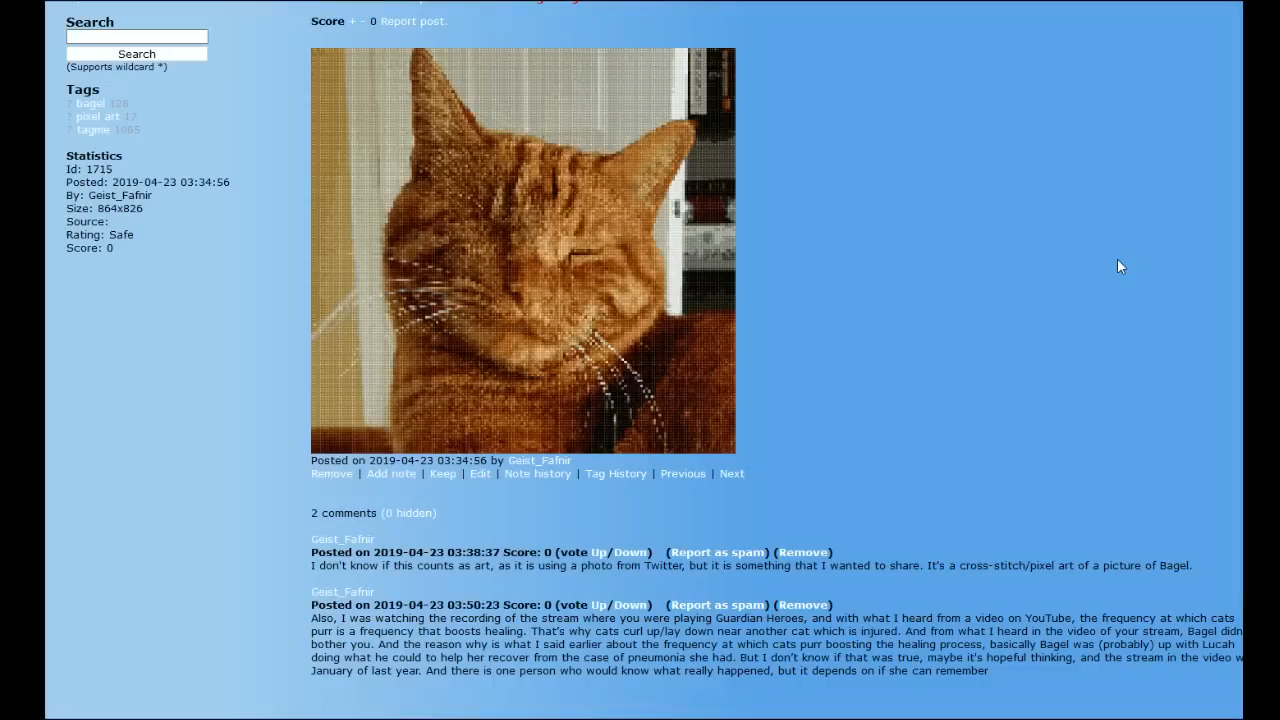 Search
Search
(Supports wildcard *)
Tags
? bagel 128
? pixel art 17
? tagme 1085
Statistics
Id: 1715
Posted: 2019-04-23 03:34:56
By: Geist_Fafnir
Size: 864x826
Source:
Rating: Safe
Score: 0
Score + - 0 Report post.
Posted on 2019-04-23 03:34:56 by Geist_Fafnir
Remove | Add note | Keep | Edit | Note history | Tag History | Previous | Next
2 comments (0 hidden)
Geist_Fafnir
Posted on 2019-04-23 03:38:37 Score: 0 (vote Up/Down) (Report as spam) (Remove)
I don't know if this counts as art, as it is using a photo from Twitter, but it is something that I wanted to share. It's a cross-stitch/pixel art of a picture of Bagel.
Geist_Fafnir
Posted on 2019-04-23 03:50:23 Score: 0 (vote Up/Down) (Report as spam) (Remove)
Also, I was watching the recording of the stream where you were playing Guardian Heroes, and with what I heard from a video on YouTube, the frequency at which cats
purr is a frequency that boosts healing. That's why cats curl up/lay down near another cat which is injured. And from what I heard in the video of your stream, Bagel didn
bother you. And the reason why is what I said earlier about the frequency at which cats purr boosting the healing process, basically Bagel was (probably) up with Lucah
doing what he could to help her recover from the case of pneumonia she had. But I don't know if that was true, maybe it's hopeful thinking, and the stream in the video w
January of last year. And there is one person who would know what really happened, but it depends on if she can remember